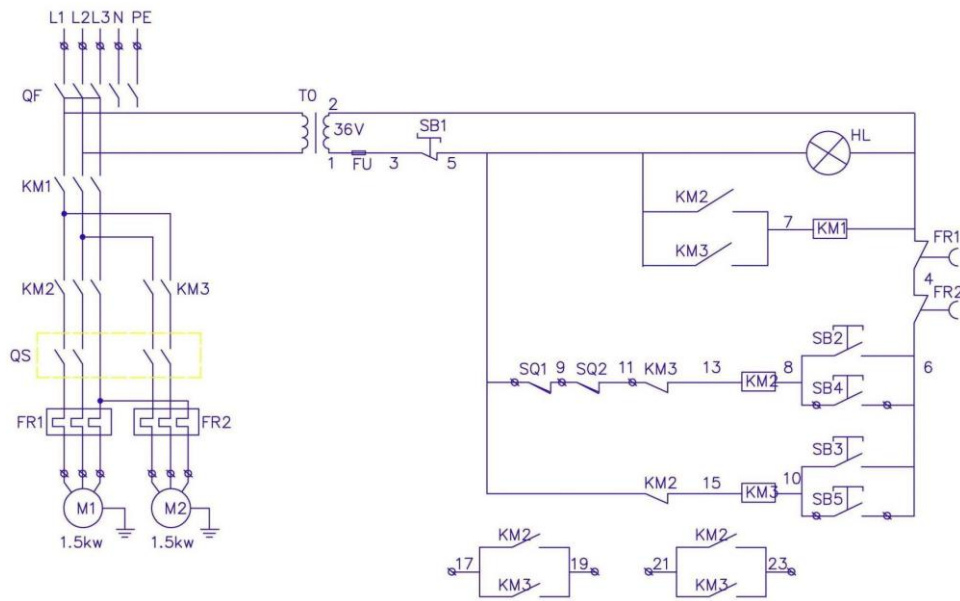 L1 L2 L3 N PE
QF
TO
2
36V
1
FU
3
SB1
5
HL
KM1
KM2
7
KM1
KM3
FR1
4
FR2
KM2
KM3
QS
SB2
SQ1 9 SQ2 11 KM3 13 KM2 8
6
SB4
FR1
FR2
SB3
KM2 15 KM3 10
SB5
M1
M2
1.5kw
1.5kw
KM2
17
19
KM3
KM2
21
23
KM3